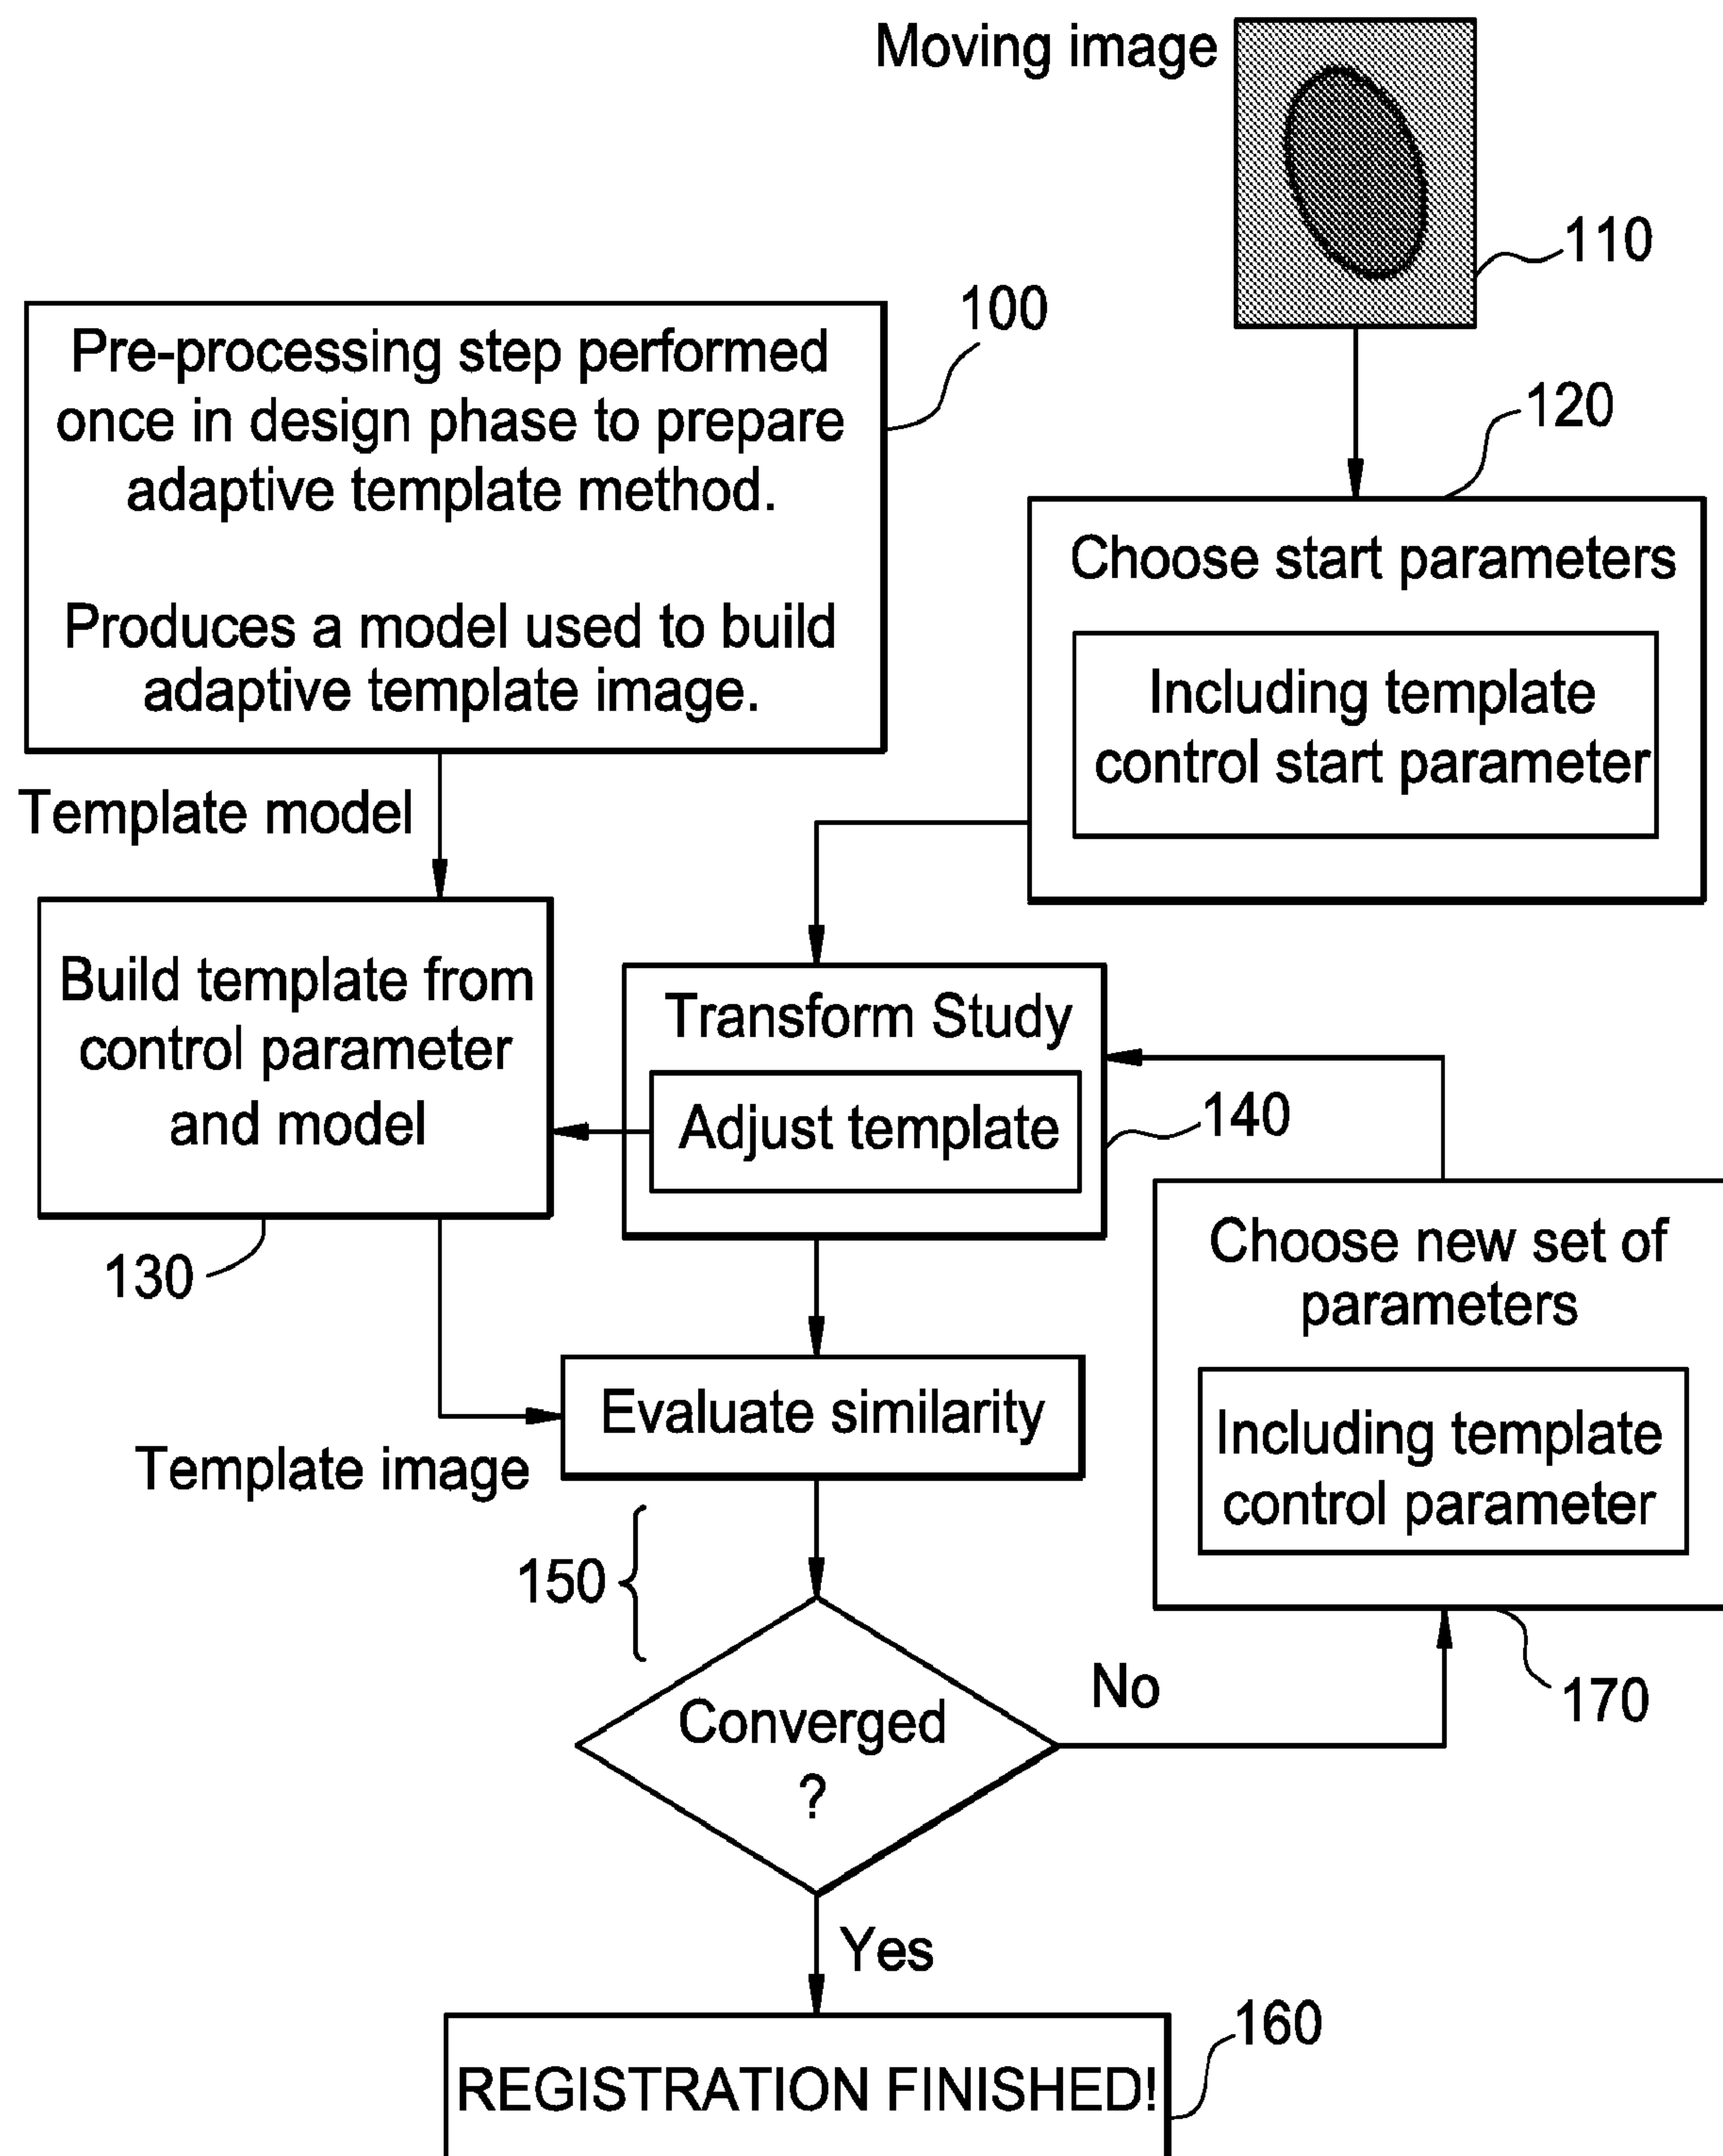 Moving image
110
100
Pre-processing step performed
once in design phase to prepare
adaptive template method.
Produces a model used to build
adaptive template image.
120
Choose start parameters
Including template
control start parameter
Template model
Build template from
control parameter
and model
130
Transform Study
Adjust template
140
Choose new set of
parameters
Including template
control parameter
170
Evaluate similarity
Template image
150
Converged
?
No
Yes
160
REGISTRATION FINISHED!